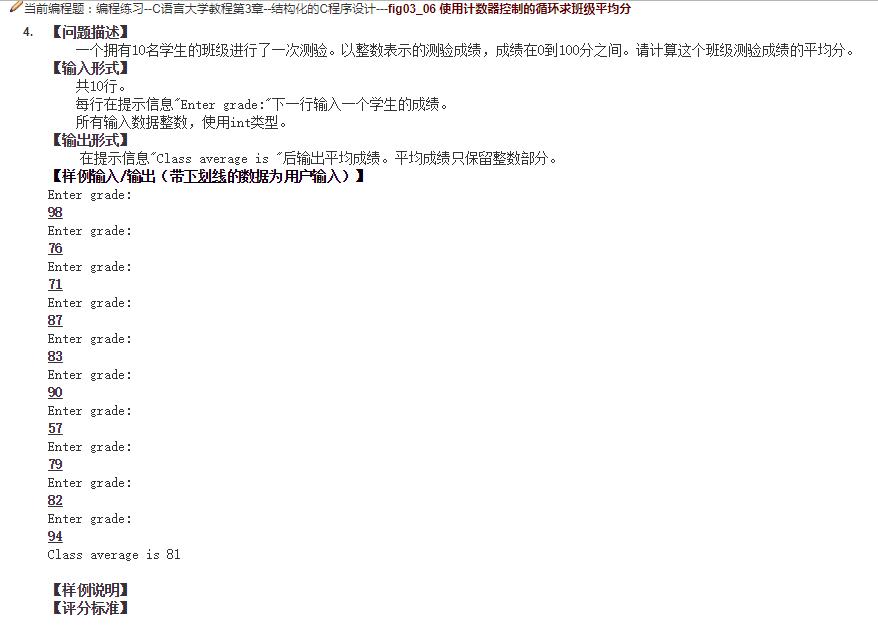 当前编程题：编程练习--C语言大学教程第3章--结构化的C程序设计---fig03_06 使用计数器控制的循环求班级平均分
4. 【问题描述】
一个拥有10名学生的班级进行了一次测验。以整数表示的测验成绩，成绩在0到100分之间。请计算这个班级测验成绩的平均分。
【输入形式】
共10行。
每行在提示信息"Enter grade:"下一行输入一个学生的成绩。
所有输入数据整数，使用int类型。
【输出形式】
在提示信息"Class average is "后输出平均成绩。平均成绩只保留整数部分。
【样例输入/输出（带下划线的数据为用户输入）】
Enter grade:
98
Enter grade:
76
Enter grade:
71
Enter grade:
87
Enter grade:
83
Enter grade:
90
Enter grade:
57
Enter grade:
79
Enter grade:
82
Enter grade:
94
Class average is 81
【样例说明】
【评分标准】